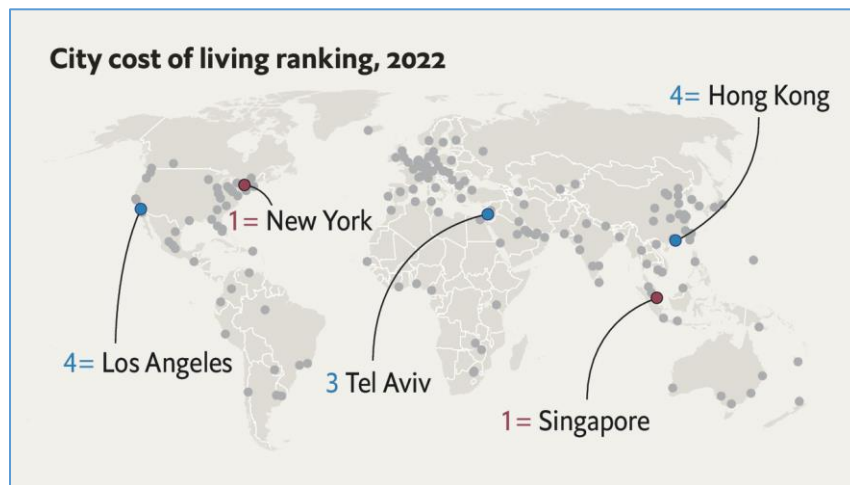 City cost of living ranking, 2022
4= Hong Kong
1= New York
4= Los Angeles
3 Tel Aviv
1= Singapore